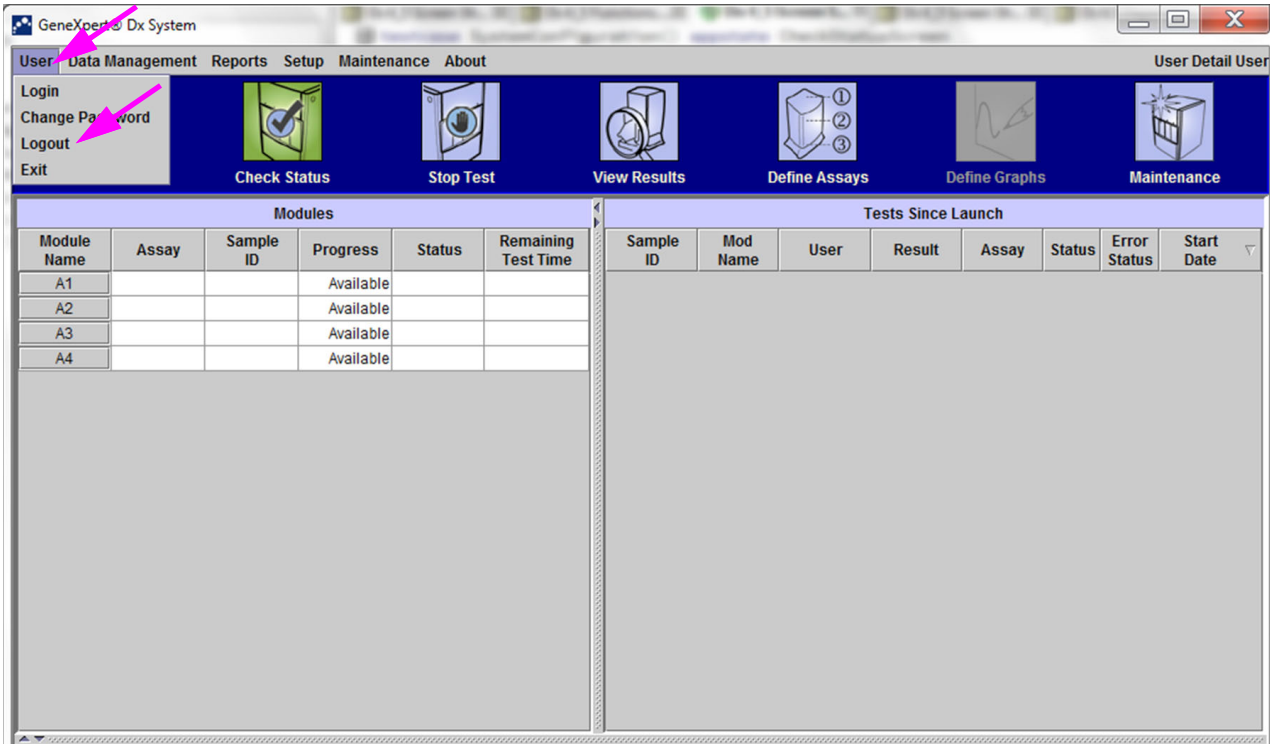 GeneXpert® Dx System
User Data Management Reports Setup Maintenance About User Detail User
Login
Change Password
Logout
Exit
Check Status Stop Test View Results Define Assays Define Graphs Maintenance
1
2
3
Modules
Module Name Assay Sample ID Progress Status Remaining Test Time
A1 Available
A2 Available
A3 Available
A4 Available
Tests Since Launch
Sample ID Mod Name User Result Assay Status Error Status Start Date